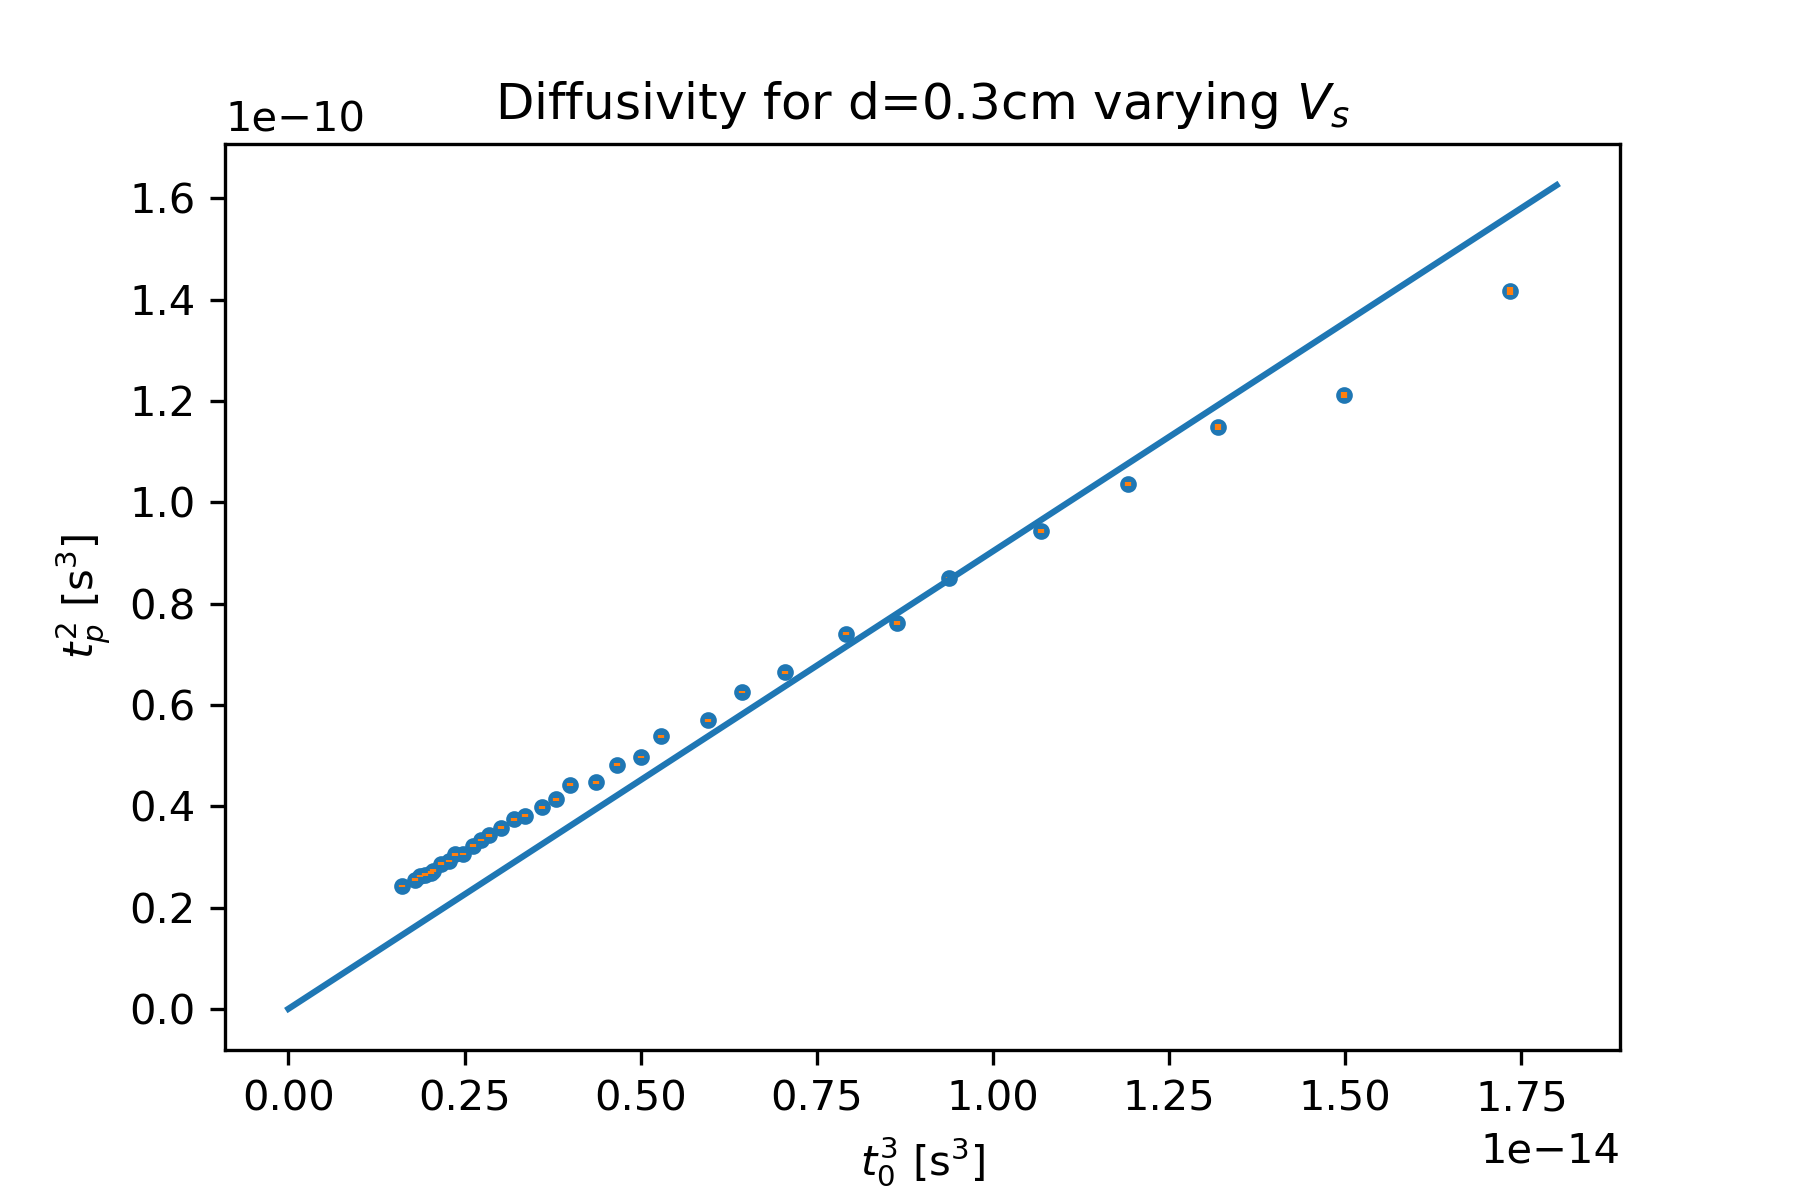 Diffusivity for d=0.3cm varying $V_s$
1e−10
1.6
1.4
1.2
1.0
0.8
0.6
0.4
0.2
0.0
$t_p^2$ [s$^3$]
0.00 0.25 0.50 0.75 1.00 1.25 1.50 1.75
1e−14
$t_0^3$ [s$^3$]